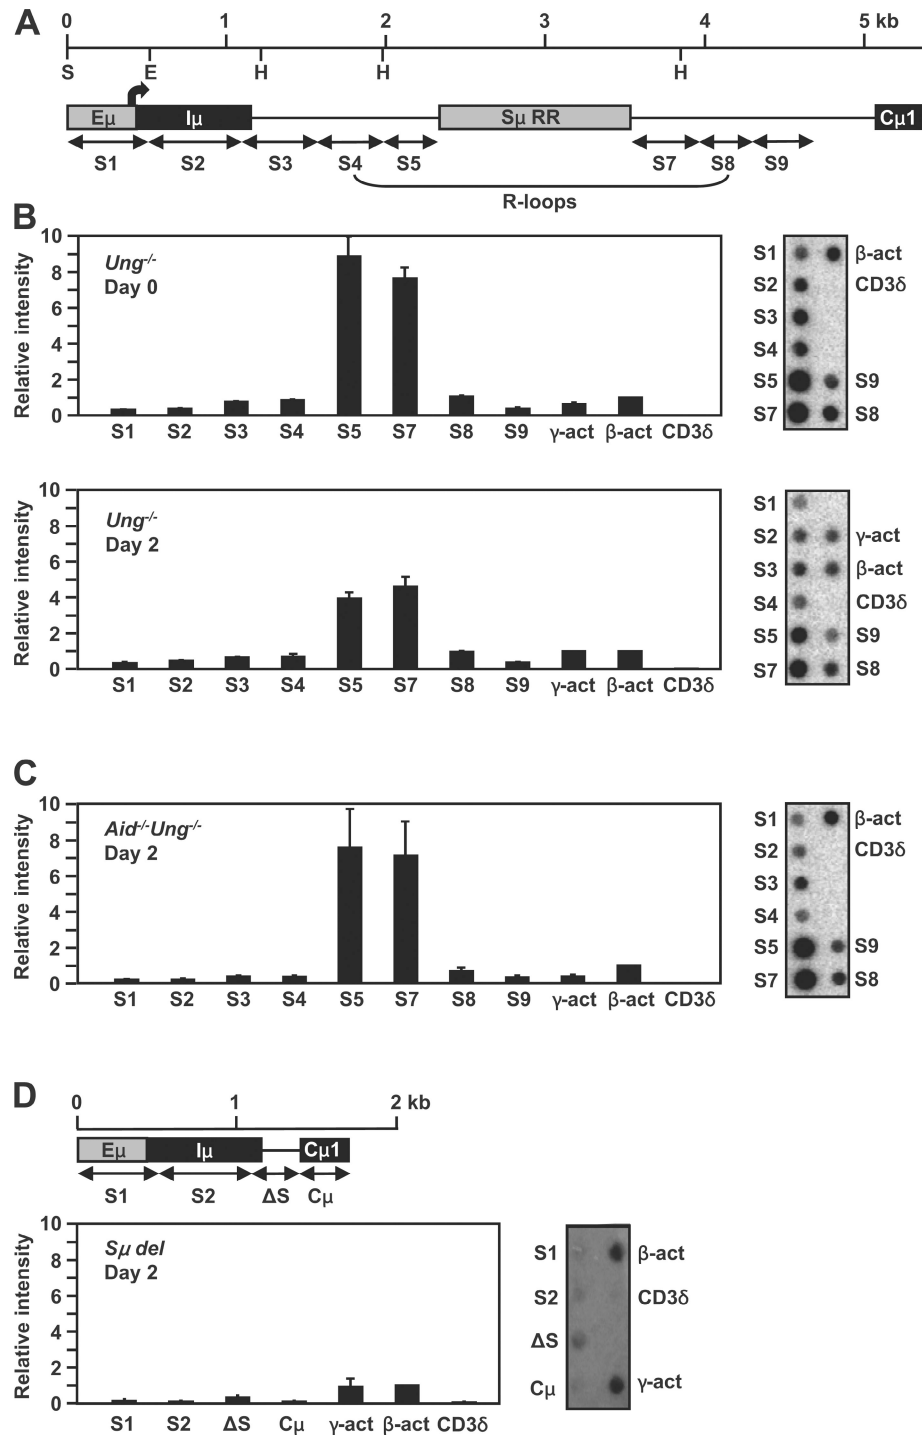 A
0 1 2 3 4 5 kb
S E H H H
Eμ Iμ Sμ RR Cμ1
S1 S2 S3 S4 S5 S7 S8 S9
R-loops
B
10
8
6
4
2
0
Relative intensity
Ung-/-
Day 0
S1 S2 S3 S4 S5 S7 S8 S9 γ-act β-act CD3δ
S1 β-act
S2 CD3δ
S3
S4
S5 S9
S7 S8
10
8
6
4
2
0
Relative intensity
Ung-/-
Day 2
S1 S2 S3 S4 S5 S7 S8 S9 γ-act β-act CD3δ
S1
S2 γ-act
S3 β-act
S4 CD3δ
S5 S9
S7 S8
C
10
8
6
4
2
0
Relative intensity
Aid-/-Ung-/-
Day 2
S1 S2 S3 S4 S5 S7 S8 S9 γ-act β-act CD3δ
S1 β-act
S2 CD3δ
S3
S4
S5 S9
S7 S8
D
0 1 2 kb
Eμ Iμ Cμ1
S1 S2 ΔS Cμ
10
8
6
4
2
0
Relative intensity
Sμ del
Day 2
S1 S2 ΔS Cμ γ-act β-act CD3δ
S1 β-act
S2 CD3δ
ΔS
Cμ γ-act